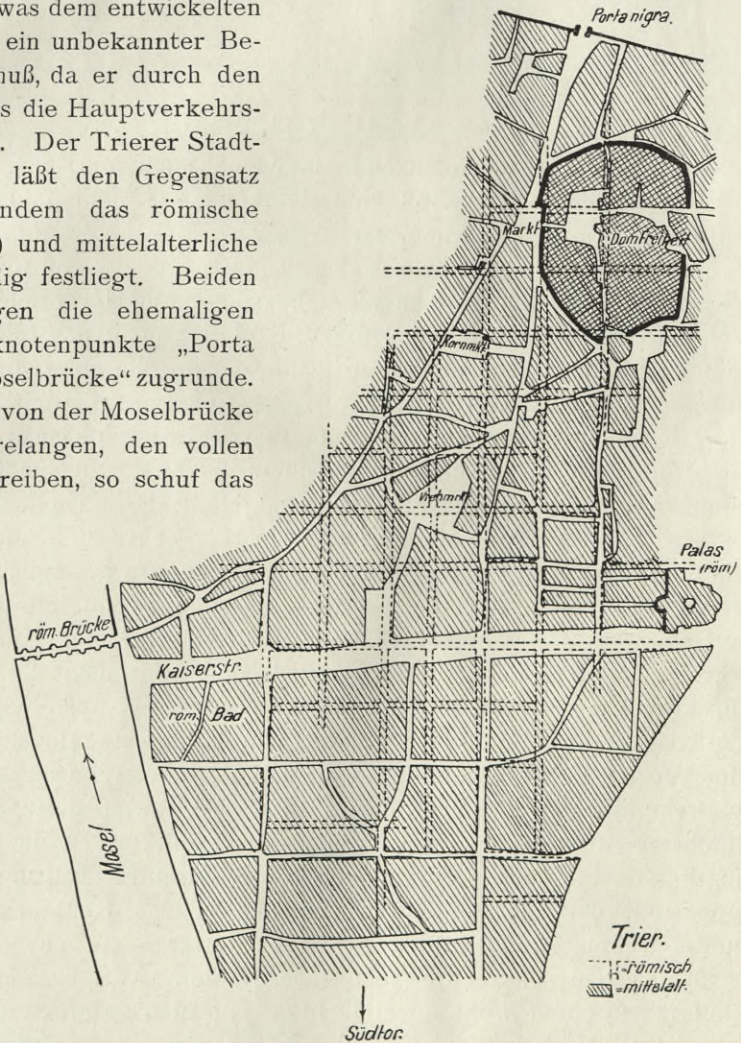 was dem entwickelten
ein unbekannter Be-
nuß, da er durch den
s die Hauptverkehrs-
. Der Trierer Stadt-
läßt den Gegensatz
ndem das römische
) und mittelalterliche
dig festliegt. Beiden
gen die ehemaligen
knotenpunkte „Porta
oselbrücke“ zugrunde.
von der Moselbrücke
relangen, den vollen
reiben, so schuf das
Porta nigra.
Markt
Domfreiheit
Kornmkt
Viehmrkt
Palas
(röm)
röm. Brücke
Kaiserstr.
röm. Bad
Mosel
Trier.
=römisch
=mittelalt.
Südtor.